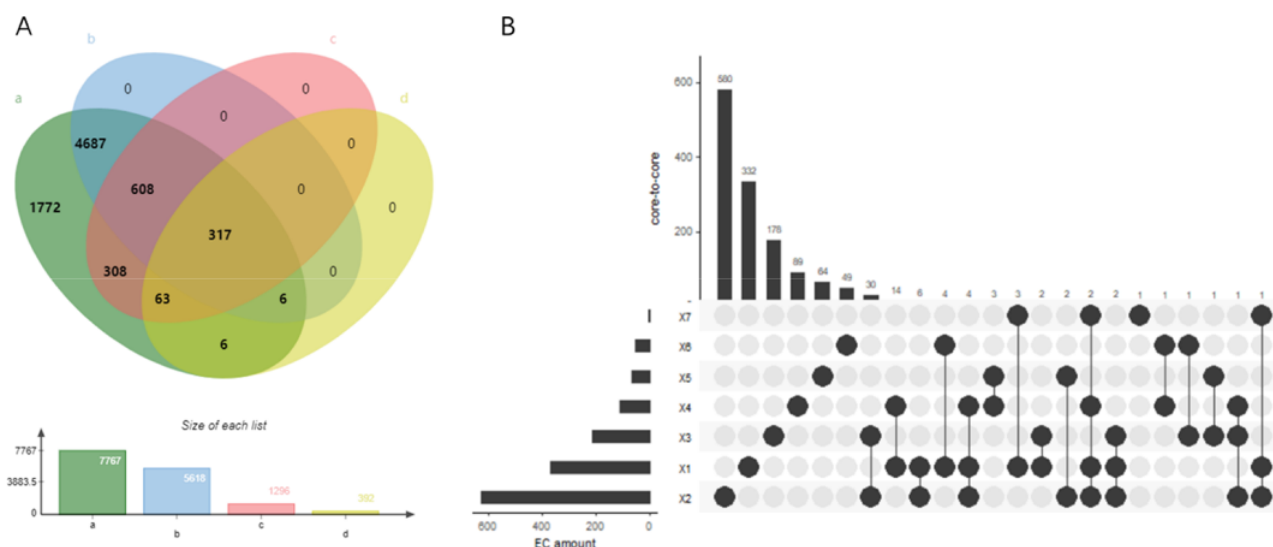 A
B
b
c
a
d
0
0
0
4687
0
608
0
1772
0
317
308
0
63
6
6
Size of each list
7767
3883.5
0
7767
5618
1296
392
a
b
c
d
core-to-core
600
400
200
580
332
178
89
64
49
30
14
6
4
4
3
3
2
2
2
2
1
1
1
1
1
1
X7
X6
X5
X4
X3
X1
X2
600
400
200
0
EC amount